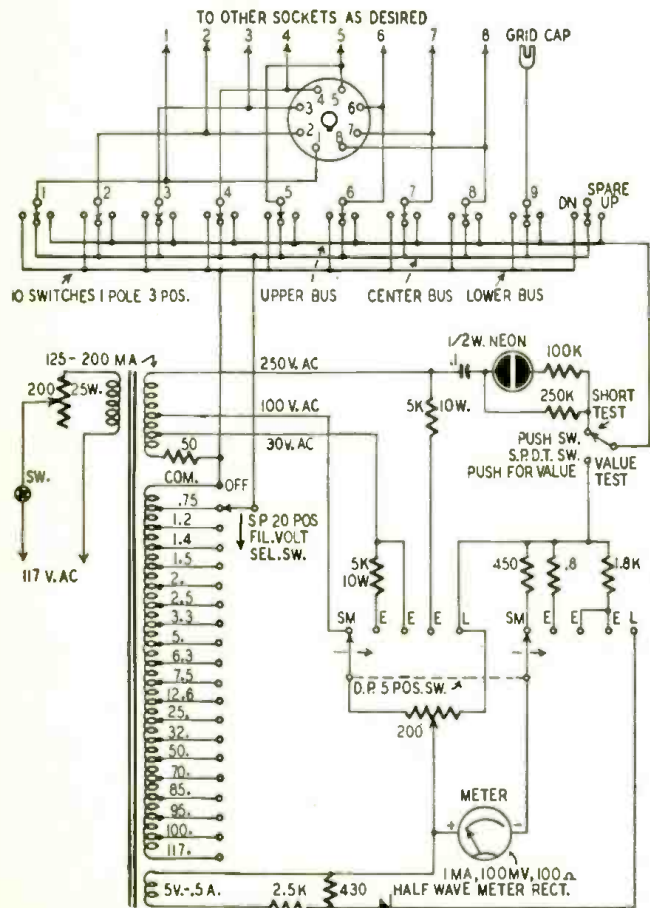 TO OTHER SOCKETS AS DESIRED
1 2 3 4 5 6 7 8 GRID CAP
4 5
3 6
2 7
1 8
1 2 3 4 5 6 7 8 9 DN SPARE UP
10 SWITCHES 1 POLE 3 POS. UPPER BUS CENTER BUS LOWER BUS
125-200 MA
200 25W.
SW.
117 V. AC
250 V. AC
100 V. AC
30 V. AC
50
COM.
OFF
.75
1.2
1.4
1.5
2.
2.5
3.3
5.
6.3
7.5
12.6
25.
32.
50.
70.
85.
95.
100.
117.
SP 20 POS
FIL. VOLT
SEL. SW.
1/2 W. NEON
.1
100K
250K
SHORT
TEST
5K 10W.
PUSH SW.
S.P.D.T. SW.
PUSH FOR VALUE
VALUE
TEST
5K
10W
450 .8 1.8K
SM E E E L SM E E E L
D.P. 5 POS. SW.
200
METER
+ -
1 MA, 100 MV, 100 Ω
HALF WAVE METER RECT.
5V.-.5A. 2.5K 430